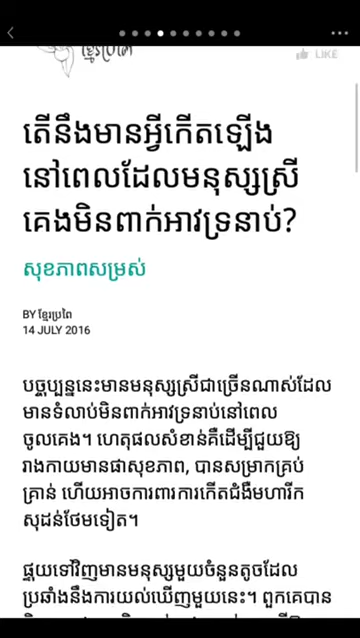 ខ្មែរប្រពៃ
LIKE
តើនឹងមានអ្វីកើតឡើង
នៅពេលដែលមនុស្សស្រី
គេងមិនពាក់អាវទ្រនាប់?
សុខភាពសម្រស់
BY ខ្មែរប្រពៃ
14 JULY 2016
បច្ចុប្បន្ននេះមានមនុស្សស្រីជាច្រើនណាស់ដែល
មានទំលាប់មិនពាក់អាវទ្រនាប់នៅពេល
ចូលគេង។ ហេតុផលសំខាន់គឺដើម្បីជួយឱ្យ
រាងកាយមានផាសុខភាព, បានសម្រាកគ្រប់
គ្រាន់ ហើយអាចការពារការកើតជំងឺមហារីក
សុដន់ថែមទៀត។
ផ្ទុយទៅវិញមានមនុស្សមួយចំនួនតូចដែល
ប្រឆាំងនឹងការយល់ឃើញមួយនេះ។ ពួកគេបាន